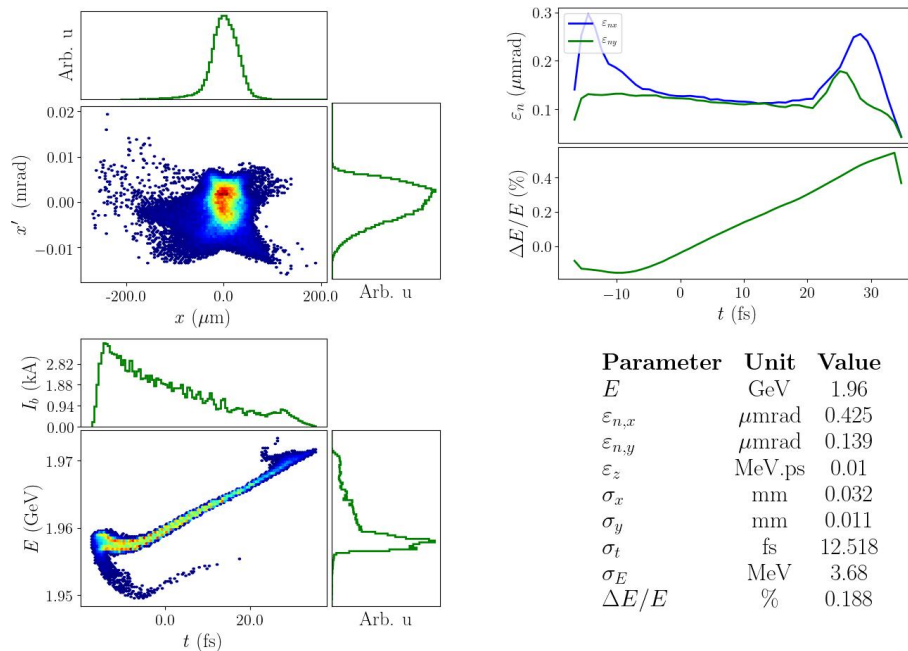 Arb. u
0.02
0.01
0.00
−0.01
x′ (mrad)
−200.0 0.0 200.0
x (μm)
Arb. u
2.82
1.88
0.94
0.00
I_b (kA)
1.97
1.96
1.95
E (GeV)
0.0 20.0
t (fs)
Arb. u
ε_nx
ε_ny
0.3
0.2
0.1
ε_n (μmrad)
0.4
0.2
0.0
ΔE/E (%)
−10 0 10 20 30
t (fs)
Parameter Unit Value
E GeV 1.96
ε_n,x μmrad 0.425
ε_n,y μmrad 0.139
ε_z MeV.ps 0.01
σ_x mm 0.032
σ_y mm 0.011
σ_t fs 12.518
σ_E MeV 3.68
ΔE/E % 0.188